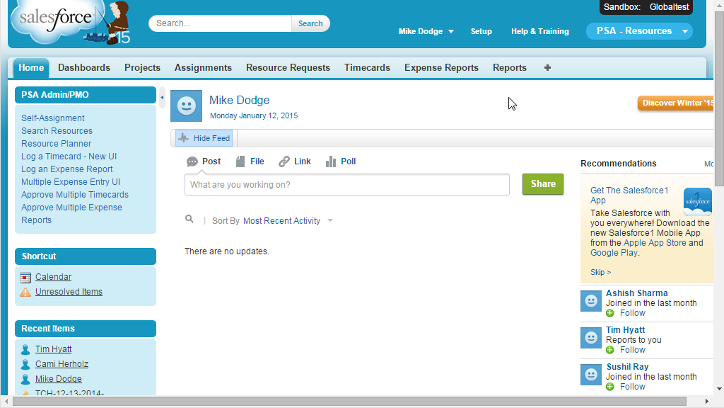 Sandbox: Globaltest
salesforce
'15
Search...
Search
Mike Dodge
Setup
Help & Training
PSA - Resources
Home
Dashboards
Projects
Assignments
Resource Requests
Timecards
Expense Reports
Reports
+
PSA Admin/PMO
Self-Assignment
Search Resources
Resource Planner
Log a Timecard - New UI
Log an Expense Report
Multiple Expense Entry UI
Approve Multiple Timecards
Approve Multiple Expense
Reports
Shortcut
Calendar
Unresolved Items
Recent Items
Tim Hyatt
Cami Herholz
Mike Dodge
TCH-12-13-2014-
Mike Dodge
Monday January 12, 2015
Discover Winter '15
Hide Feed
Post
File
Link
Poll
What are you working on?
Share
Sort By Most Recent Activity
There are no updates.
Recommendations
Get The Salesforce1
App
salesforce
Take Salesforce with
you everywhere! Download the
new Salesforce1 Mobile App
from the Apple App Store and
Google Play.
Skip >
Ashish Sharma
Joined in the last month
Follow
Tim Hyatt
Reports to you
Follow
Sushil Ray
Joined in the last month
Follow